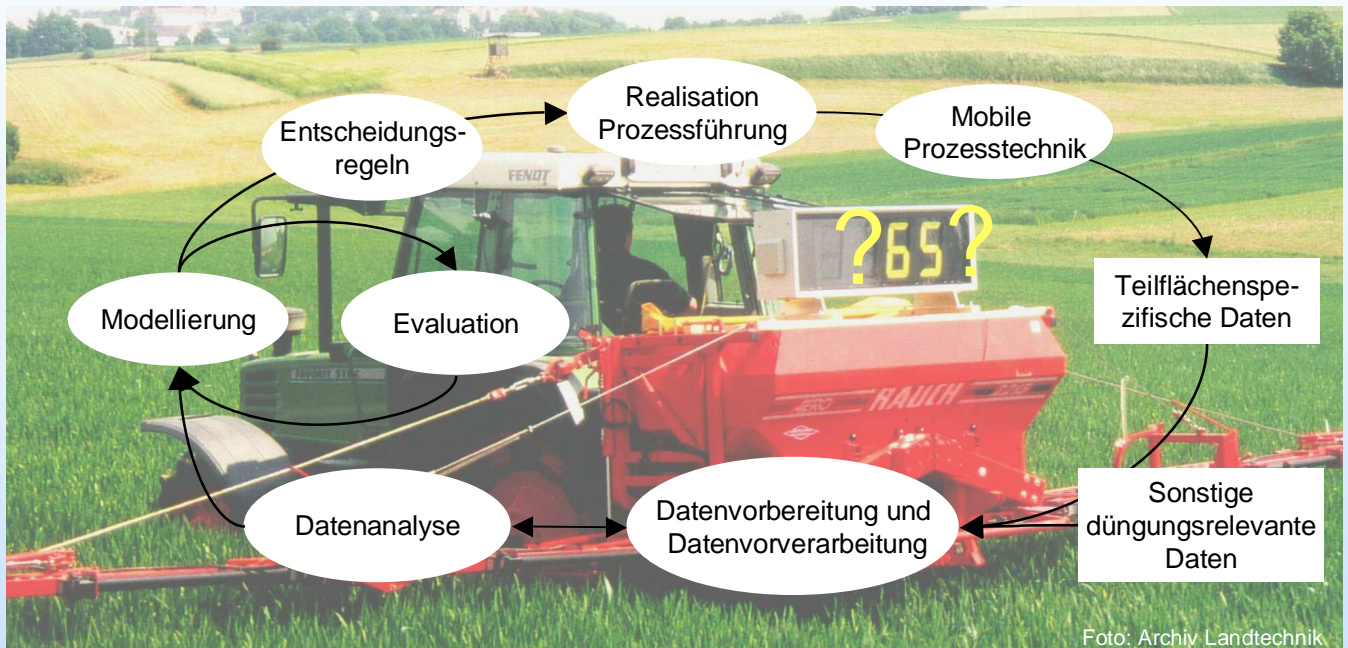 Realisation
Prozessführung
Mobile
Prozesstechnik
Entscheidungs-
regeln
FENDT
?65?
Teilflächenspe-
zifische Daten
Modellierung
Evaluation
FAVORIT
RAUCH
Sonstige
düngungsrelevante
Daten
Datenanalyse
Datenvorbereitung und
Datenvorverarbeitung
Foto: Archiv Landtechnik